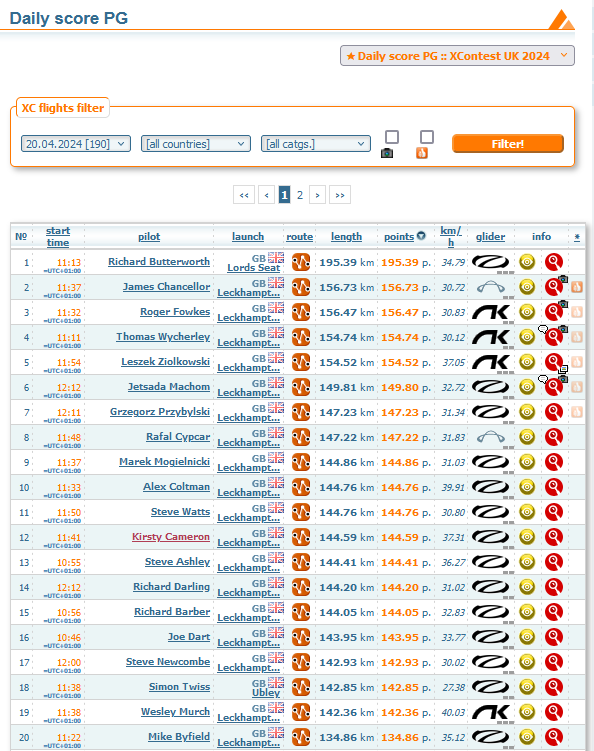 Daily score PG
★ Daily score PG :: XContest UK 2024
XC flights filter
20.04.2024 [190] [all countries] [all catgs.] Filter!
‹‹ ‹ 1 2 › ››
№ start time pilot launch route length points km/h glider info *
1 11:13 =UTC+01:00 Richard Butterworth GB Lords Seat 195.39 km 195.39 p. 34.79
2 11:37 =UTC+01:00 James Chancellor GB Leckhampt... 156.73 km 156.73 p. 30.72
3 11:32 =UTC+01:00 Roger Fowkes GB Leckhampt... 156.47 km 156.47 p. 30.83
4 11:11 =UTC+01:00 Thomas Wycherley GB Leckhampt... 154.74 km 154.74 p. 30.12
5 11:54 =UTC+01:00 Leszek Ziolkowski GB Leckhampt... 154.52 km 154.52 p. 37.05
6 12:12 =UTC+01:00 Jetsada Machom GB Leckhampt... 149.81 km 149.80 p. 32.72
7 12:11 =UTC+01:00 Grzegorz Przybylski GB Leckhampt... 147.23 km 147.23 p. 31.34
8 11:48 =UTC+01:00 Rafal Cypcar GB Leckhampt... 147.22 km 147.22 p. 31.83
9 11:37 =UTC+01:00 Marek Mogielnicki GB Leckhampt... 144.86 km 144.86 p. 31.03
10 11:33 =UTC+01:00 Alex Coltman GB Leckhampt... 144.76 km 144.76 p. 39.91
11 11:50 =UTC+01:00 Steve Watts GB Leckhampt... 144.76 km 144.76 p. 30.80
12 11:41 =UTC+01:00 Kirsty Cameron GB Leckhampt... 144.59 km 144.59 p. 37.31
13 10:55 =UTC+01:00 Steve Ashley GB Leckhampt... 144.41 km 144.41 p. 36.27
14 12:12 =UTC+01:00 Richard Darling GB Leckhampt... 144.20 km 144.20 p. 31.02
15 10:56 =UTC+01:00 Richard Barber GB Leckhampt... 144.05 km 144.05 p. 32.83
16 10:46 =UTC+01:00 Joe Dart GB Leckhampt... 143.95 km 143.95 p. 33.77
17 12:00 =UTC+01:00 Steve Newcombe GB Leckhampt... 142.93 km 142.93 p. 30.02
18 11:38 =UTC+01:00 Simon Twiss GB Ubley 142.85 km 142.85 p. 27.38
19 11:38 =UTC+01:00 Wesley Murch GB Leckhampt... 142.36 km 142.36 p. 40.03
20 11:22 =UTC+01:00 Mike Byfield GB Leckhampt... 134.86 km 134.86 p. 35.12